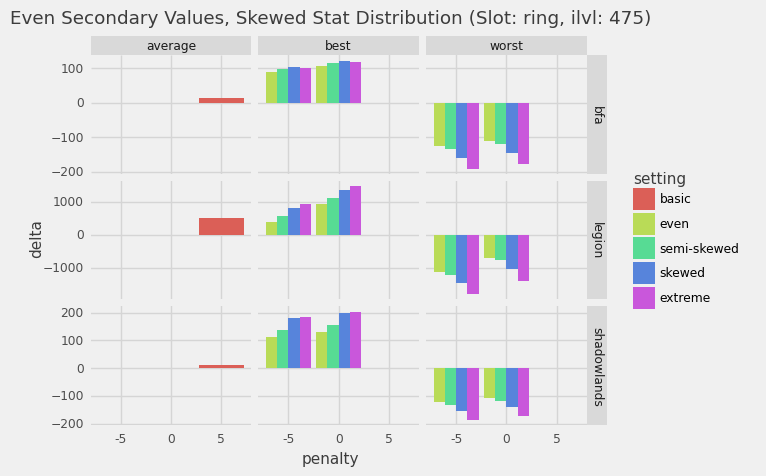 Even Secondary Values, Skewed Stat Distribution (Slot: ring, ilvl: 475)
average best worst
100
0
−100
−200
bfa
1000
0
−1000
legion
200
100
0
−100
−200
shadowlands
-5 0 5 -5 0 5 -5 0 5
penalty
delta
setting
basic
even
semi-skewed
skewed
extreme